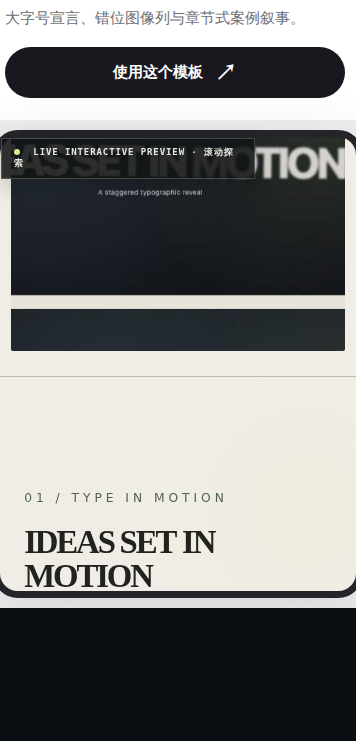 大字号宣言、错位图像列与章节式案例叙事。
使用这个模板 ↗
LIVE INTERACTIVE PREVIEW · 滚动探
索
AS SET IN MOTION
A staggered typographic reveal
01 / TYPE IN MOTION
IDEAS SET IN
MOTION